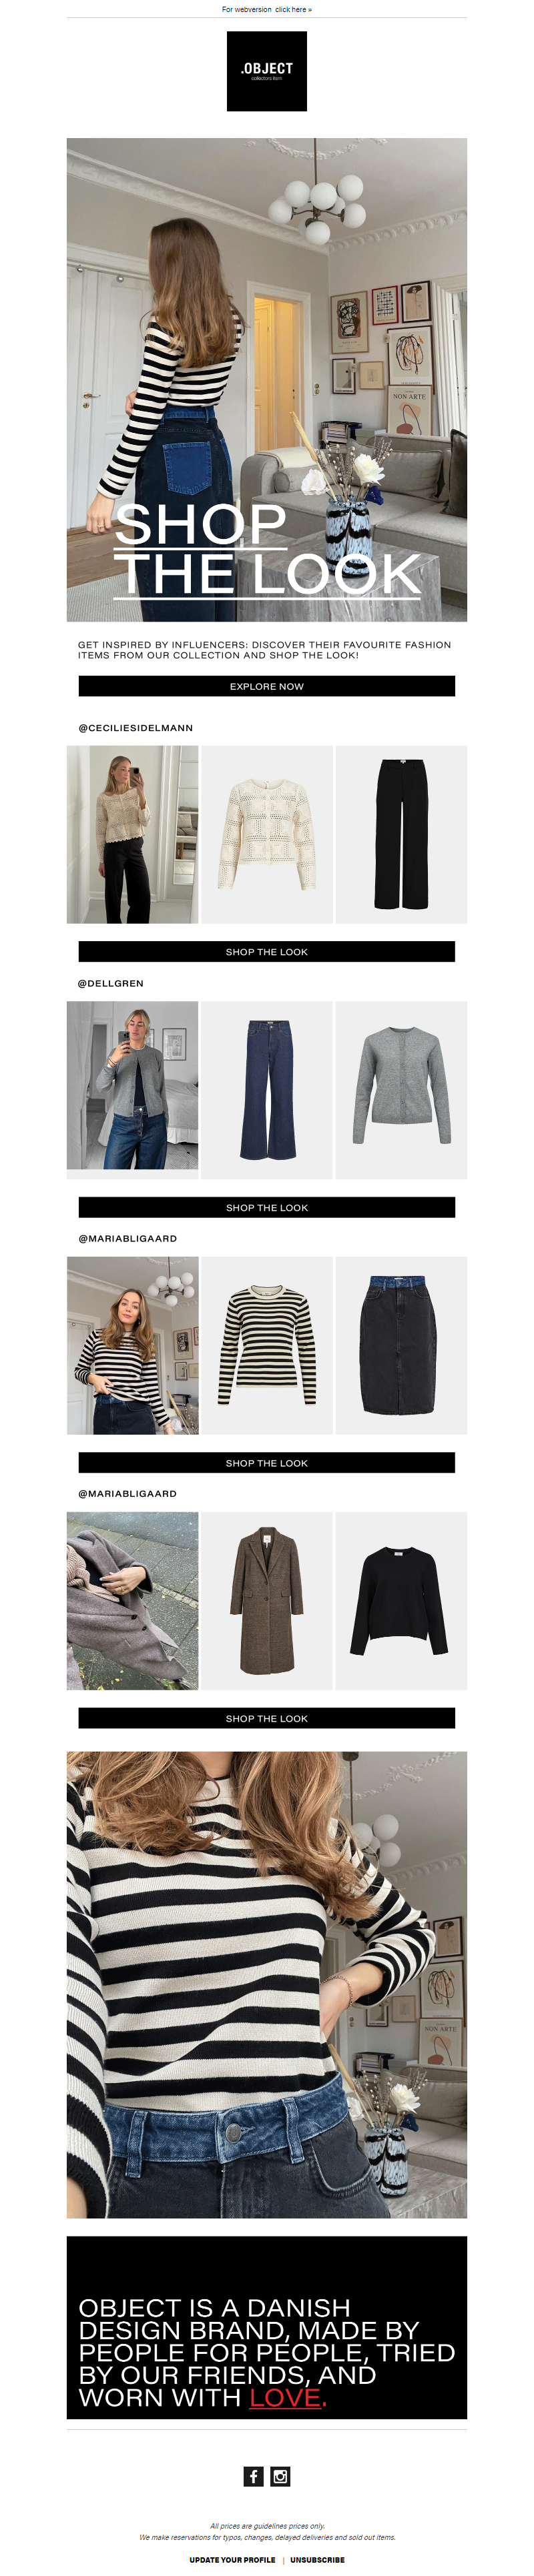 For webversion click here »
.OBJECT
collectors item
NON ARTE
SHOP
THE LOOK
GET INSPIRED BY INFLUENCERS: DISCOVER THEIR FAVOURITE FASHION
ITEMS FROM OUR COLLECTION AND SHOP THE LOOK!
EXPLORE NOW
@CECILIESIDELMANN
SHOP THE LOOK
@DELLGREN
SHOP THE LOOK
@MARIABLIGAARD
SHOP THE LOOK
@MARIABLIGAARD
SHOP THE LOOK
NON ARTE
OBJECT IS A DANISH
DESIGN BRAND, MADE BY
PEOPLE FOR PEOPLE, TRIED
BY OUR FRIENDS, AND
WORN WITH LOVE.
All prices are guidelines prices only.
We make reservations for typos, changes, delayed deliveries and sold out items.
UPDATE YOUR PROFILE | UNSUBSCRIBE